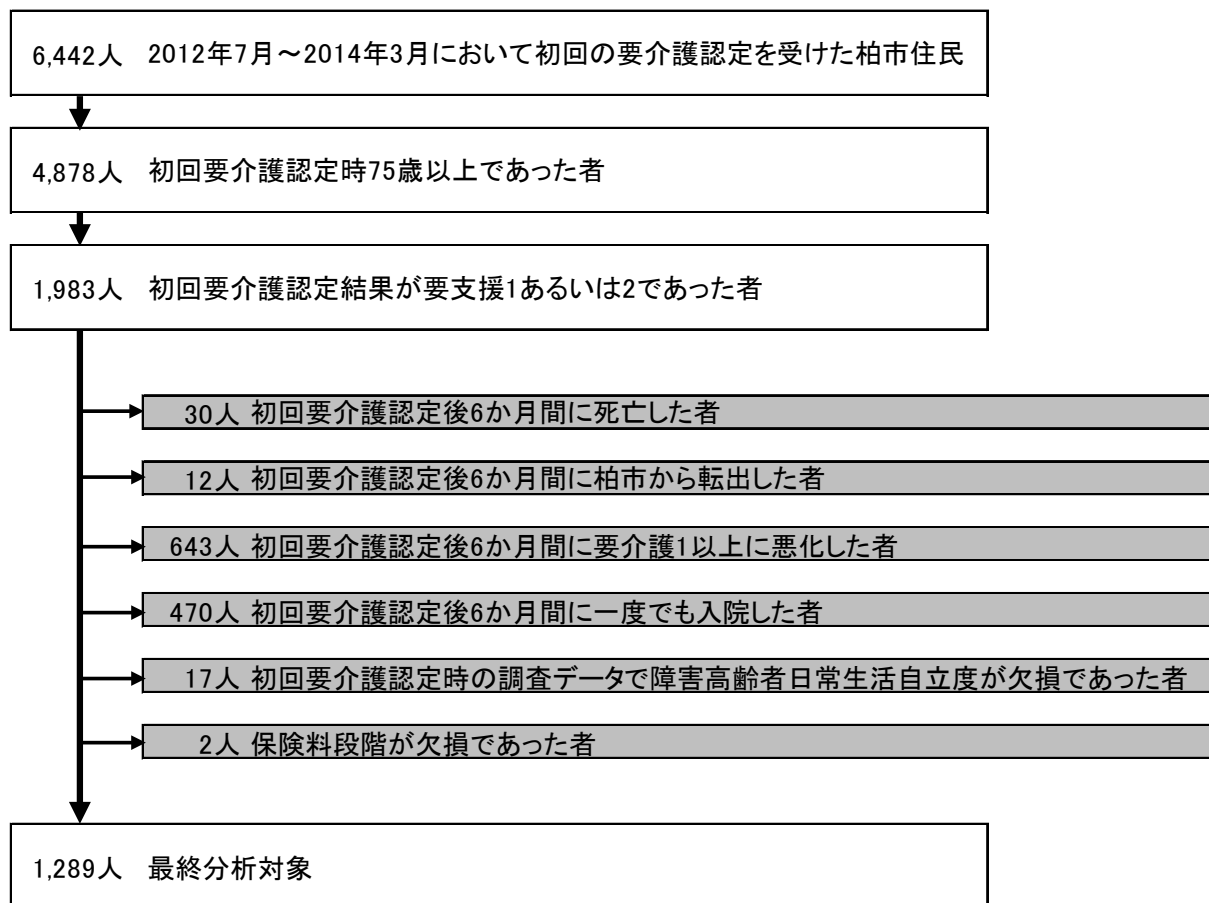 6,442人 2012年7月～2014年3月において初回の要介護認定を受けた柏市住民
4,878人 初回要介護認定時75歳以上であった者
1,983人 初回要介護認定結果が要支援1あるいは2であった者
30人 初回要介護認定後6か月間に死亡した者
12人 初回要介護認定後6か月間に柏市から転出した者
643人 初回要介護認定後6か月間に要介護1以上に悪化した者
470人 初回要介護認定後6か月間に一度でも入院した者
17人 初回要介護認定時の調査データで障害高齢者日常生活自立度が欠損であった者
2人 保険料段階が欠損であった者
1,289人 最終分析対象